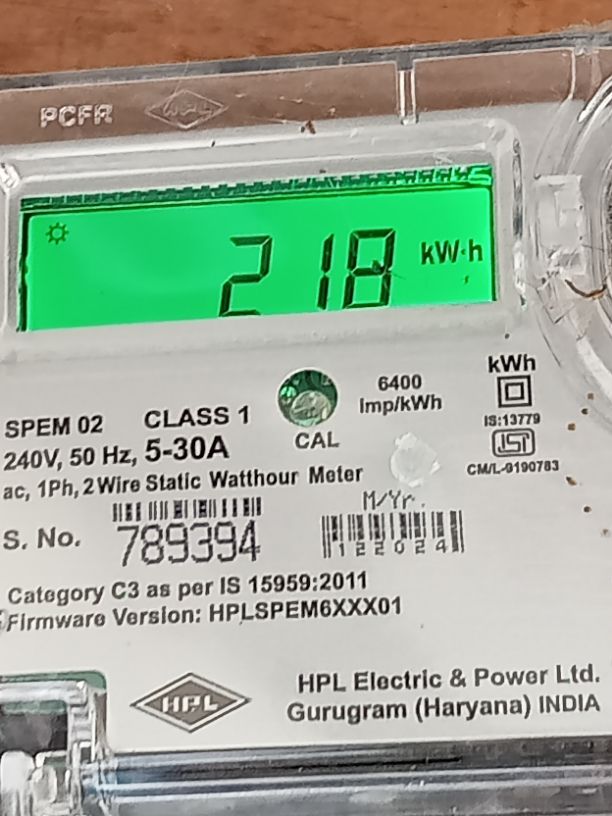 PCFR HPL
218 kW·h
kWh
6400
Imp/kWh
IS:13779
ISI
CM/L-9190783
CAL
SPEM 02 CLASS 1
240V, 50 Hz, 5-30A
ac, 1Ph, 2 Wire Static Watthour Meter
M/Yr.
S. No. 789394
122024
Category C3 as per IS 15959:2011
Firmware Version: HPLSPEM6XXX01
HPL
HPL Electric & Power Ltd.
Gurugram (Haryana) INDIA